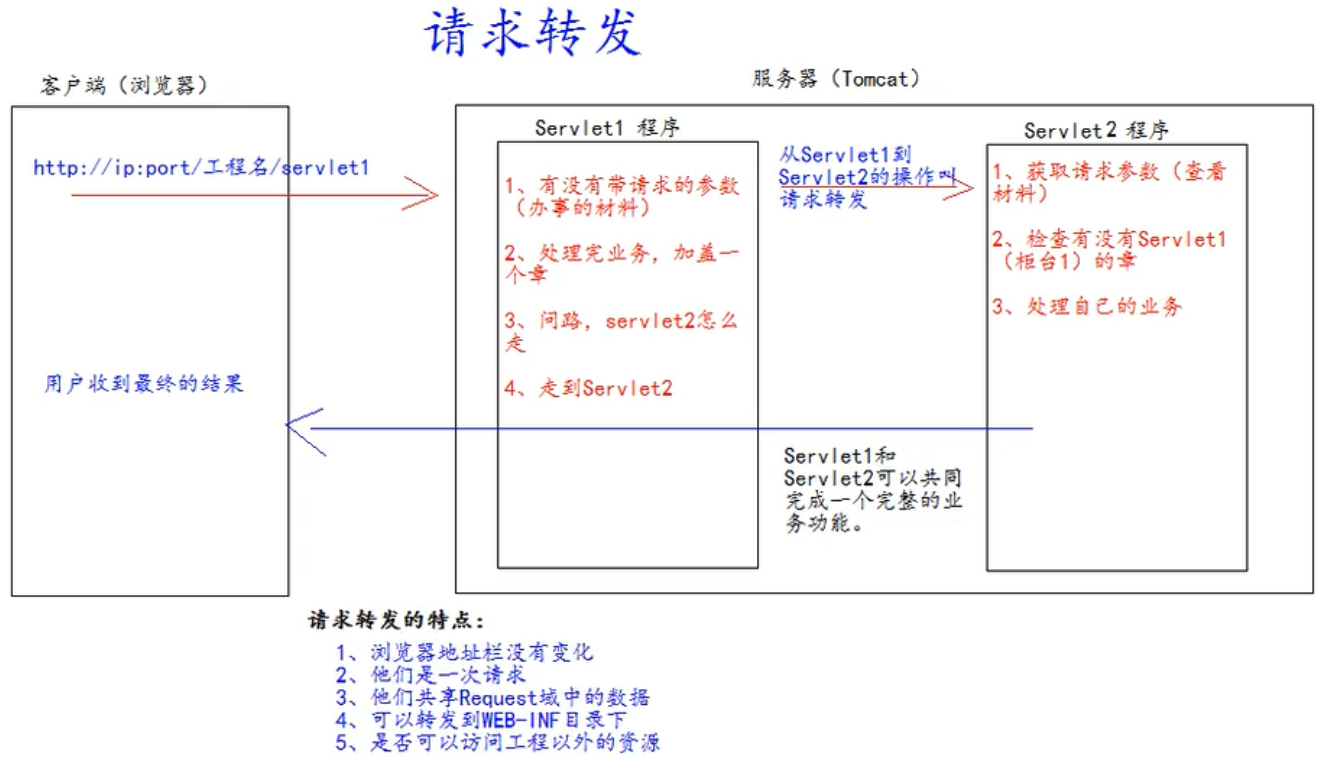 请求转发
客户端（浏览器）
服务器（Tomcat）
http://ip:port/工程名/servlet1
用户收到最终的结果
Servlet1 程序
1、有没有带请求的参数
（办事的材料）
2、处理完业务，加盖一
个章
3、问路，servlet2怎么
走
4、走到Servlet2
从Servlet1到
Servlet2的操作叫
请求转发
Servlet2 程序
1、获取请求参数（查看
材料）
2、检查有没有Servlet1
（柜台1）的章
3、处理自己的业务
Servlet1和
Servlet2可以共同
完成一个完整的业
务功能。
请求转发的特点：
1、浏览器地址栏没有变化
2、他们是一次请求
3、他们共享Request域中的数据
4、可以转发到WEB-INF目录下
5、是否可以访问工程以外的资源